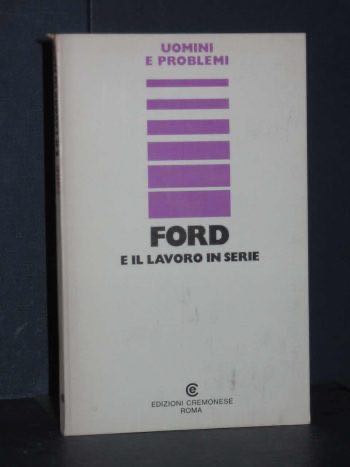 UOMINI
E PROBLEMI
FORD
E IL LAVORO IN SERIE
EDIZIONI CREMONESE
ROMA